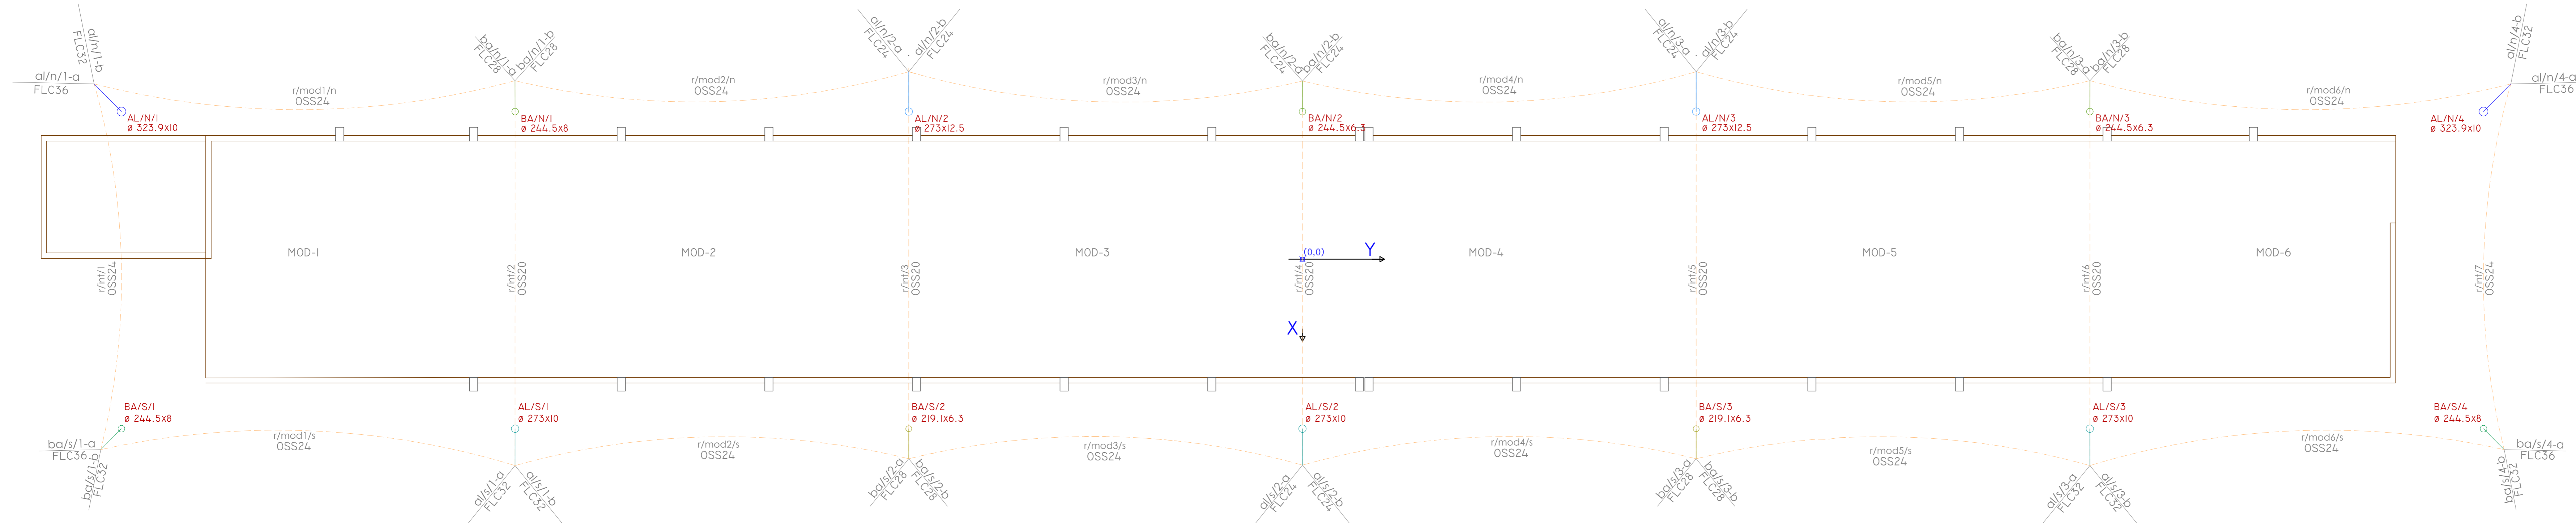 al/n/1-b
FLC32
al/n/1-a
FLC36
ba/n/1-a
FLC28
ba/n/1-b
FLC28
al/n/2-a
FLC24
al/n/2-b
FLC24
ba/n/2-a
FLC24
ba/n/2-b
FLC24
al/n/3-a
FLC24
al/n/3-b
FLC24
ba/n/3-a
FLC28
ba/n/3-b
FLC28
al/n/4-b
FLC32
al/n/4-a
FLC36
r/mod1/n
OSS24
r/mod2/n
OSS24
r/mod3/n
OSS24
r/mod4/n
OSS24
r/mod5/n
OSS24
r/mod6/n
OSS24
AL/N/1
ø 323.9x10
BA/N/1
ø 244.5x8
AL/N/2
ø 273x12.5
BA/N/2
ø 244.5x6.3
AL/N/3
ø 273x12.5
BA/N/3
ø 244.5x6.3
AL/N/4
ø 323.9x10
MOD-1
MOD-2
MOD-3
MOD-4
MOD-5
MOD-6
(0,0)
Y
X
r/int/1
OSS24
r/int/2
OSS20
r/int/3
OSS20
r/int/4
OSS20
r/int/5
OSS20
r/int/6
OSS20
r/int/7
OSS24
BA/S/1
ø 244.5x8
AL/S/1
ø 273x10
BA/S/2
ø 219.1x6.3
AL/S/2
ø 273x10
BA/S/3
ø 219.1x6.3
AL/S/3
ø 273x10
BA/S/4
ø 244.5x8
r/mod1/s
OSS24
r/mod2/s
OSS24
r/mod3/s
OSS24
r/mod4/s
OSS24
r/mod5/s
OSS24
r/mod6/s
OSS24
ba/s/1-a
FLC36
ba/s/1-b
FLC32
al/s/1-a
FLC32
al/s/1-b
FLC32
ba/s/2-a
FLC28
ba/s/2-b
FLC28
al/s/2-a
FLC24
al/s/2-b
FLC24
ba/s/3-a
FLC28
ba/s/3-b
FLC28
al/s/3-a
FLC32
al/s/3-b
FLC32
ba/s/4-a
FLC36
ba/s/4-b
FLC32